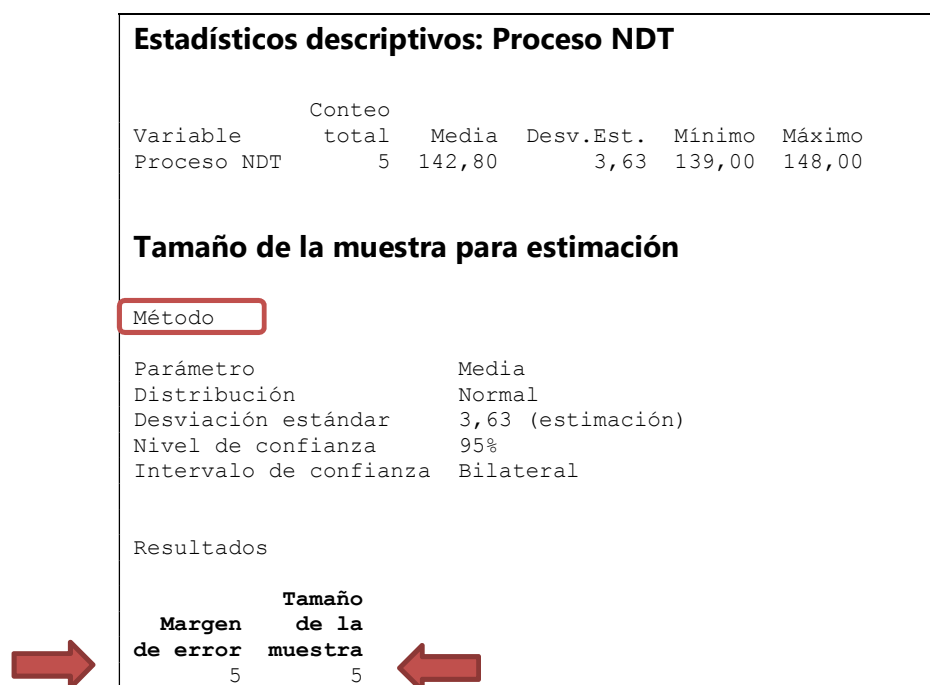 Estadísticos descriptivos: Proceso NDT
Conteo
Variable total Media Desv.Est. Mínimo Máximo
Proceso NDT 5 142,80 3,63 139,00 148,00
Tamaño de la muestra para estimación
Método
Parámetro Media
Distribución Normal
Desviación estándar 3,63 (estimación)
Nivel de confianza 95%
Intervalo de confianza Bilateral
Resultados
Tamaño
Margen de la
de error muestra
5 5